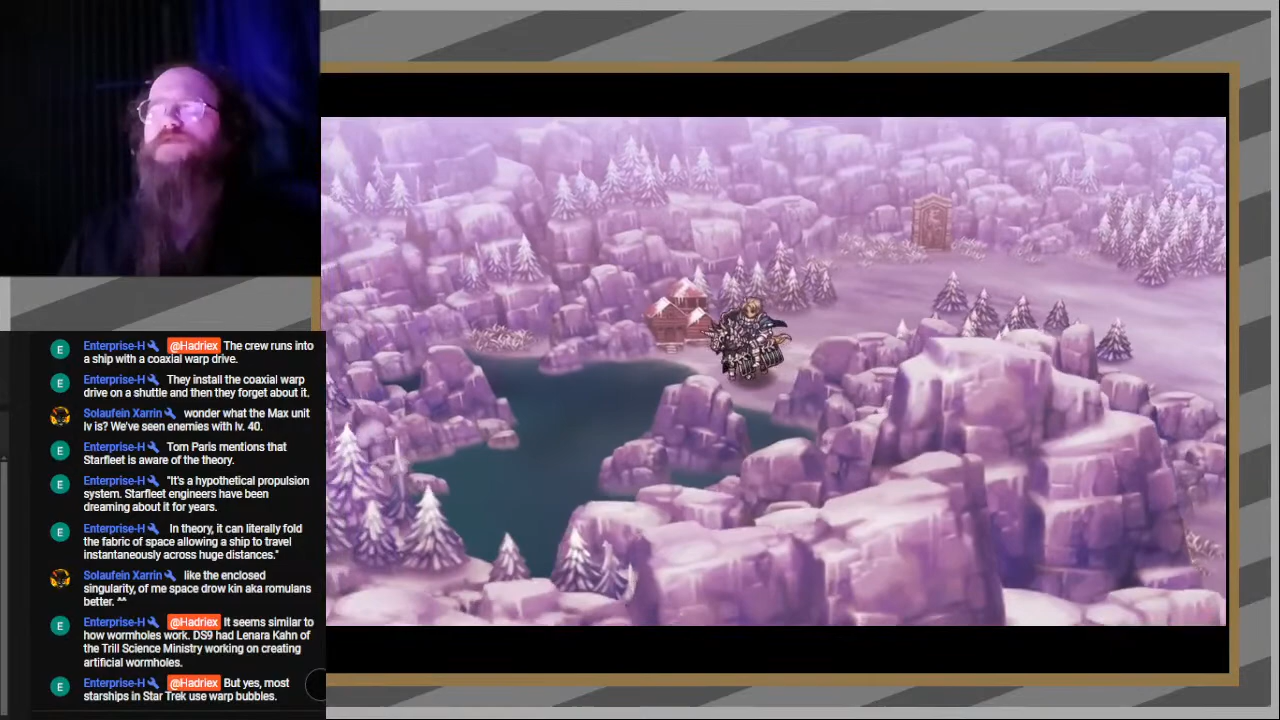 E Enterprise-H @Hadriex The crew runs into
a ship with a coaxial warp drive.
E Enterprise-H They install the coaxial warp
drive on a shuttle and then they forget about it.
Solaufein Xarrin wonder what the Max unit
lv is? We've seen enemies with lv. 40.
E Enterprise-H Tom Paris mentions that
Starfleet is aware of the theory.
E Enterprise-H "It's a hypothetical propulsion
system. Starfleet engineers have been
dreaming about it for years.
E Enterprise-H In theory, it can literally fold
the fabric of space allowing a ship to travel
instantaneously across huge distances."
Solaufein Xarrin like the enclosed
singularity, of me space drow kin aka romulans
better. ^^
E Enterprise-H @Hadriex It seems similar to
how wormholes work. DS9 had Lenara Kahn of
the Trill Science Ministry working on creating
artificial wormholes.
E Enterprise-H @Hadriex But yes, most
starships in Star Trek use warp bubbles.